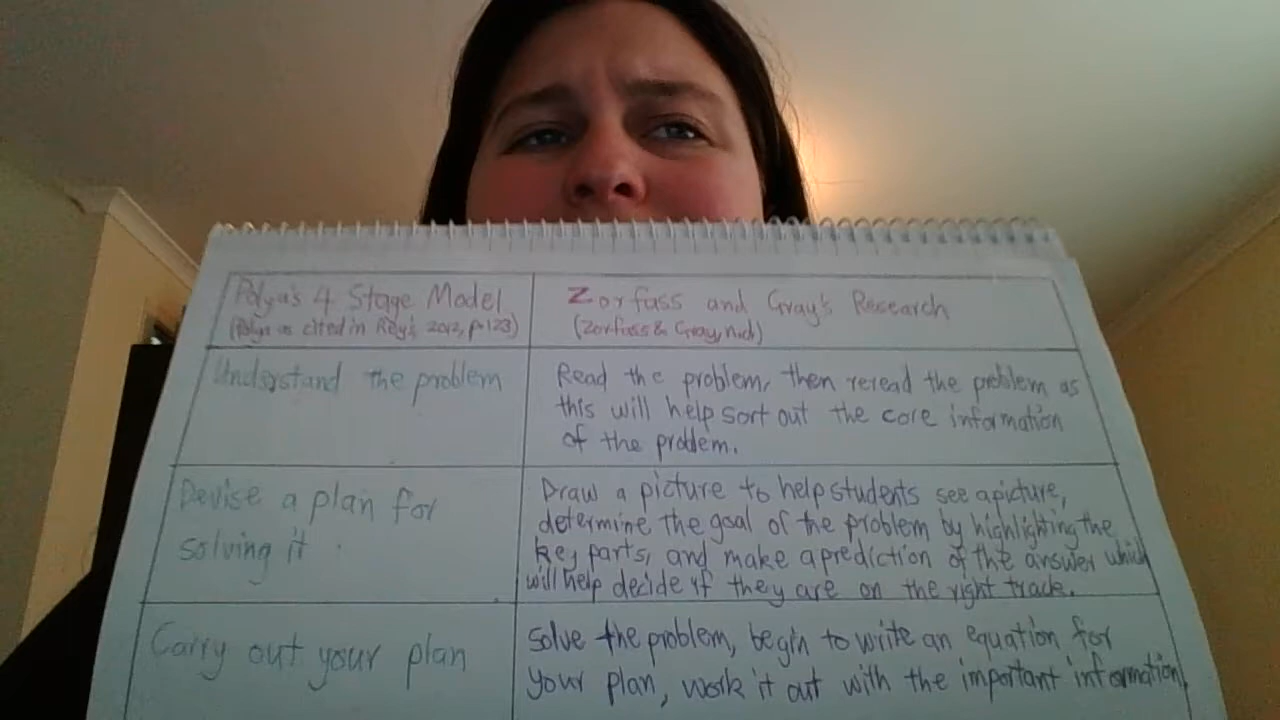 Polya's 4 Stage Model
(Polya as cited in Reys, 2012, p.123)
Zorfass and Gray's Research
(Zorfass & Gray, n.d)
Understand the problem
Read the problem, then reread the problem as
this will help sort out the core information
of the problem.
Devise a plan for
solving it.
Draw a picture to help students see a picture,
determine the goal of the problem by highlighting the
key parts, and make a prediction of the answer which
will help decide if they are on the right track.
Carry out your plan
Solve the problem, begin to write an equation for
your plan, work it out with the important information.